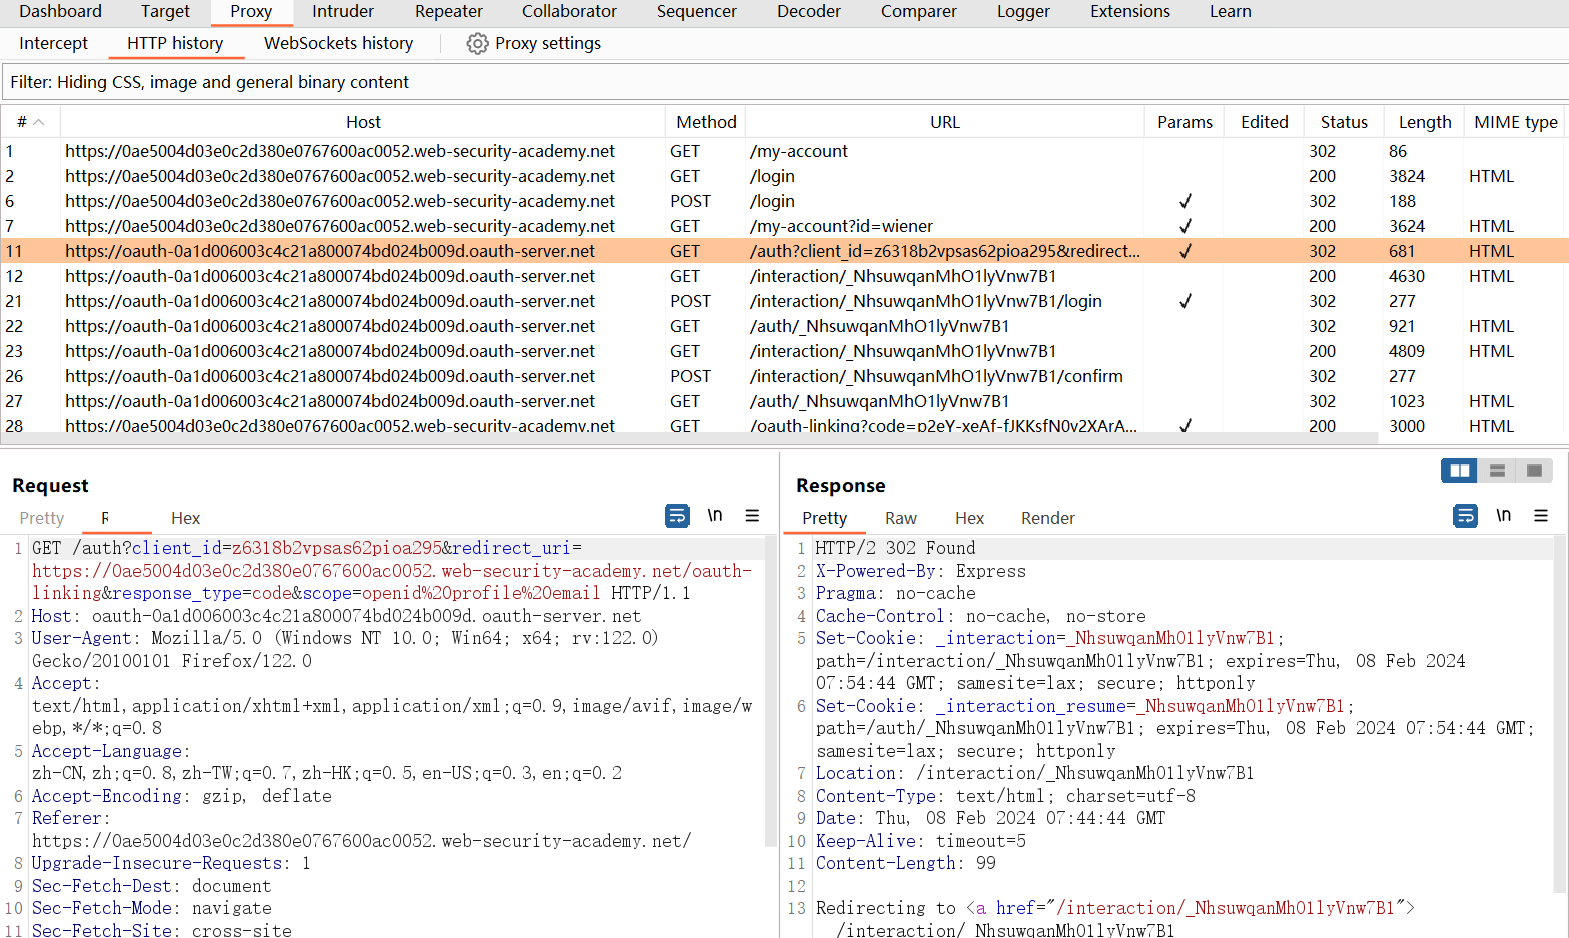 Dashboard Target Proxy Intruder Repeater Collaborator Sequencer Decoder Comparer Logger Extensions Learn
Intercept HTTP history WebSockets history Proxy settings
Filter: Hiding CSS, image and general binary content
# Host Method URL Params Edited Status Length MIME type
1 https://0ae5004d03e0c2d380e0767600ac0052.web-security-academy.net GET /my-account 302 86
2 https://0ae5004d03e0c2d380e0767600ac0052.web-security-academy.net GET /login 200 3824 HTML
6 https://0ae5004d03e0c2d380e0767600ac0052.web-security-academy.net POST /login ✓ 302 188
7 https://0ae5004d03e0c2d380e0767600ac0052.web-security-academy.net GET /my-account?id=wiener ✓ 200 3624 HTML
11 https://oauth-0a1d006003c4c21a800074bd024b009d.oauth-server.net GET /auth?client_id=z6318b2vpsas62pioa295&redirect... ✓ 302 681 HTML
12 https://oauth-0a1d006003c4c21a800074bd024b009d.oauth-server.net GET /interaction/_NhsuwqanMhO1lyVnw7B1 200 4630 HTML
21 https://oauth-0a1d006003c4c21a800074bd024b009d.oauth-server.net POST /interaction/_NhsuwqanMhO1lyVnw7B1/login ✓ 302 277
22 https://oauth-0a1d006003c4c21a800074bd024b009d.oauth-server.net GET /auth/_NhsuwqanMhO1lyVnw7B1 302 921 HTML
23 https://oauth-0a1d006003c4c21a800074bd024b009d.oauth-server.net GET /interaction/_NhsuwqanMhO1lyVnw7B1 200 4809 HTML
26 https://oauth-0a1d006003c4c21a800074bd024b009d.oauth-server.net POST /interaction/_NhsuwqanMhO1lyVnw7B1/confirm 302 277
27 https://oauth-0a1d006003c4c21a800074bd024b009d.oauth-server.net GET /auth/_NhsuwqanMhO1lyVnw7B1 302 1023 HTML
28 https://0ae5004d03e0c2d380e0767600ac0052.web-security-academy.net GET /oauth-linking?code=p2eY-xeAf-fJKKsfN0v2XArA... ✓ 200 3000 HTML
Request
Pretty R Hex \n
1 GET /auth?client_id=z6318b2vpsas62pioa295&redirect_uri=
https://0ae5004d03e0c2d380e0767600ac0052.web-security-academy.net/oauth-
linking&response_type=code&scope=openid%20profile%20email HTTP/1.1
2 Host: oauth-0a1d006003c4c21a800074bd024b009d.oauth-server.net
3 User-Agent: Mozilla/5.0 (Windows NT 10.0; Win64; x64; rv:122.0)
Gecko/20100101 Firefox/122.0
4 Accept:
text/html,application/xhtml+xml,application/xml;q=0.9,image/avif,image/w
ebp,*/*;q=0.8
5 Accept-Language:
zh-CN,zh;q=0.8,zh-TW;q=0.7,zh-HK;q=0.5,en-US;q=0.3,en;q=0.2
6 Accept-Encoding: gzip, deflate
7 Referer:
https://0ae5004d03e0c2d380e0767600ac0052.web-security-academy.net/
8 Upgrade-Insecure-Requests: 1
9 Sec-Fetch-Dest: document
10 Sec-Fetch-Mode: navigate
11 Sec-Fetch-Site: cross-site
Response
Pretty Raw Hex Render \n
1 HTTP/2 302 Found
2 X-Powered-By: Express
3 Pragma: no-cache
4 Cache-Control: no-cache, no-store
5 Set-Cookie: _interaction=_NhsuwqanMhO1lyVnw7B1;
path=/interaction/_NhsuwqanMhO1lyVnw7B1; expires=Thu, 08 Feb 2024
07:54:44 GMT; samesite=lax; secure; httponly
6 Set-Cookie: _interaction_resume=_NhsuwqanMhO1lyVnw7B1;
path=/auth/_NhsuwqanMhO1lyVnw7B1; expires=Thu, 08 Feb 2024 07:54:44 GMT;
samesite=lax; secure; httponly
7 Location: /interaction/_NhsuwqanMhO1lyVnw7B1
8 Content-Type: text/html; charset=utf-8
9 Date: Thu, 08 Feb 2024 07:44:44 GMT
10 Keep-Alive: timeout=5
11 Content-Length: 99
12
13 Redirecting to <a href="/interaction/_NhsuwqanMhO1lyVnw7B1">
/interaction/_NhsuwqanMhO1lyVnw7B1